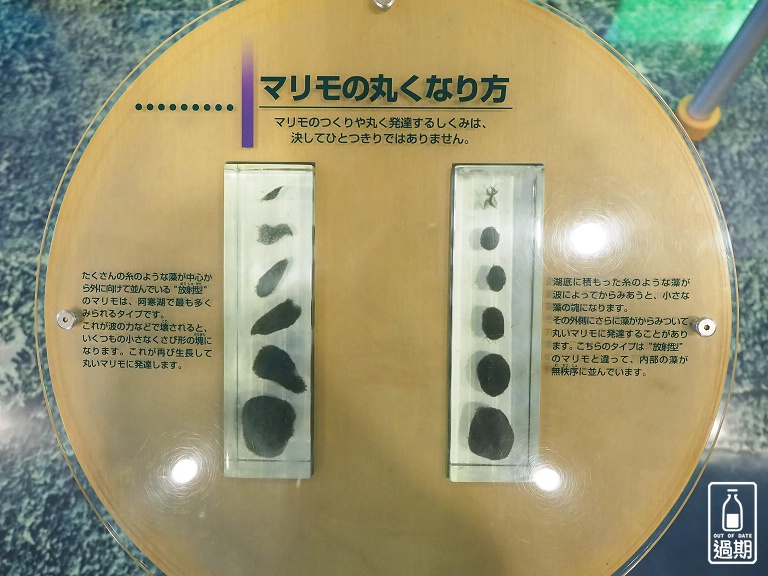 マリモの丸くなり方
マリモのつくりや丸く発達するしくみは、
決してひとつきりではありません。
たくさんの糸のような藻が中心か
ら外に向けて並んでいる“放射型”
のマリモは、阿寒湖で最も多く
みられるタイプです。
これが波の力などで壊されると、
いくつもの小さなくさび形の塊に
なります。これが再び生長して
丸いマリモに発達します。
湖底に積もった糸のような藻が
波によってからみあうと、小さな
藻の塊になります。
その外側にさらに藻がからみついて、
丸いマリモに発達することがあり
ます。こちらのタイプは“放射型”
のマリモと違って、内部の藻が
無秩序に並んでいます。
OUT OF DATE
過期